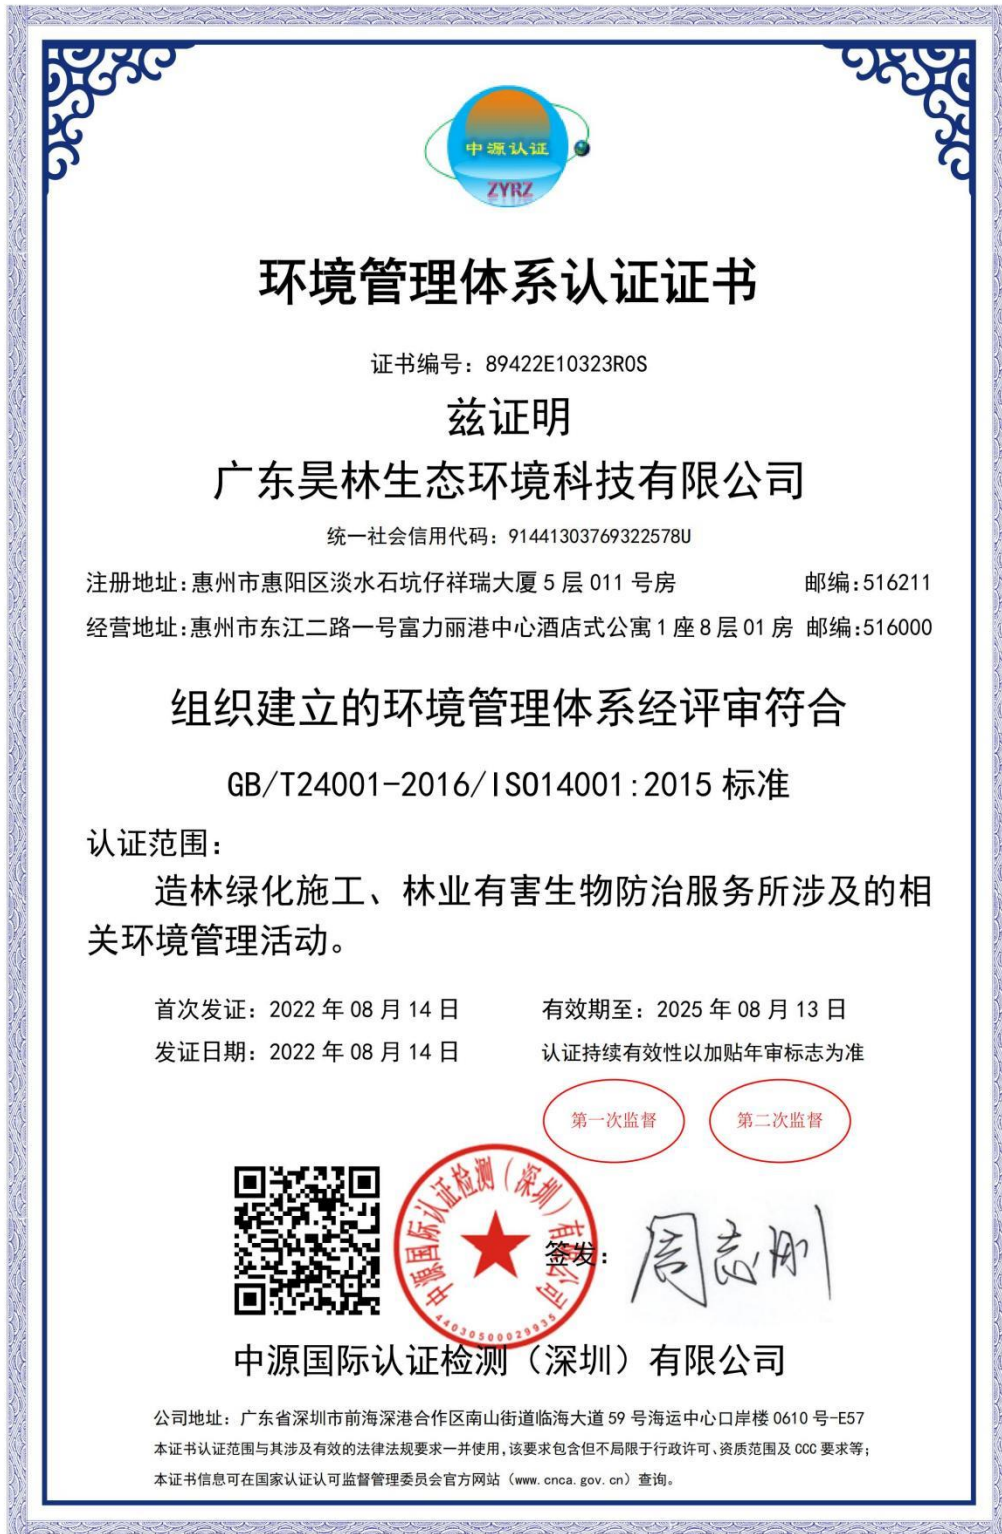 中源认证
ZYRZ
环境管理体系认证证书
证书编号：89422E10323R0S
兹证明
广东昊林生态环境科技有限公司
统一社会信用代码：91441303769322578U
注册地址:惠州市惠阳区淡水石坑仔祥瑞大厦5层011号房 邮编:516211
经营地址:惠州市东江二路一号富力丽港中心酒店式公寓1座8层01房 邮编:516000
组织建立的环境管理体系经评审符合
GB/T24001-2016/ISO14001:2015标准
认证范围：
造林绿化施工、林业有害生物防治服务所涉及的相
关环境管理活动。
首次发证：2022年08月14日 有效期至：2025年08月13日
发证日期：2022年08月14日 认证持续有效性以加贴年审标志为准
第一次监督 第二次监督
中源国际认证检测（深圳）有限公司
44030500029935
签发：
周志刚
中源国际认证检测（深圳）有限公司
公司地址：广东省深圳市前海深港合作区南山街道临海大道59号海运中心口岸楼0610号-E57
本证书认证范围与其涉及有效的法律法规要求一并使用,该要求包含但不局限于行政许可、资质范围及CCC要求等；
本证书信息可在国家认证认可监督管理委员会官方网站（www.cnca.gov.cn）查询。